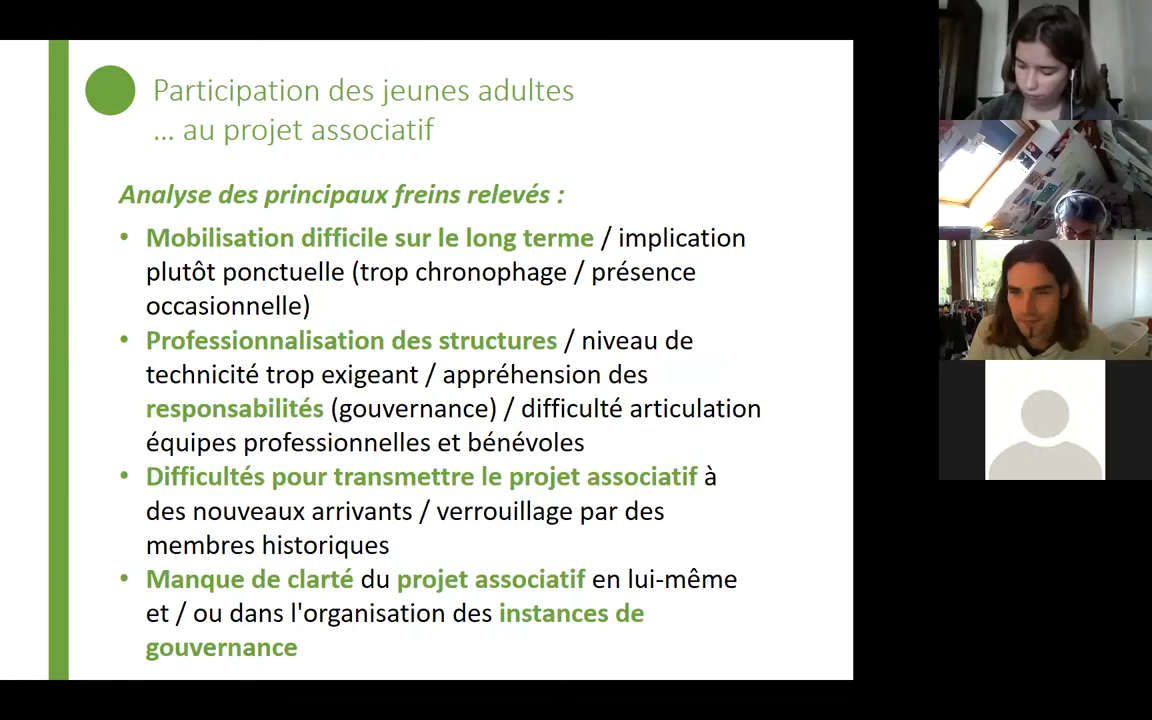 Participation des jeunes adultes
... au projet associatif
Analyse des principaux freins relevés :
• Mobilisation difficile sur le long terme / implication
plutôt ponctuelle (trop chronophage / présence
occasionnelle)
• Professionnalisation des structures / niveau de
technicité trop exigeant / appréhension des
responsabilités (gouvernance) / difficulté articulation
équipes professionnelles et bénévoles
• Difficultés pour transmettre le projet associatif à
des nouveaux arrivants / verrouillage par des
membres historiques
• Manque de clarté du projet associatif en lui-même
et / ou dans l'organisation des instances de
gouvernance